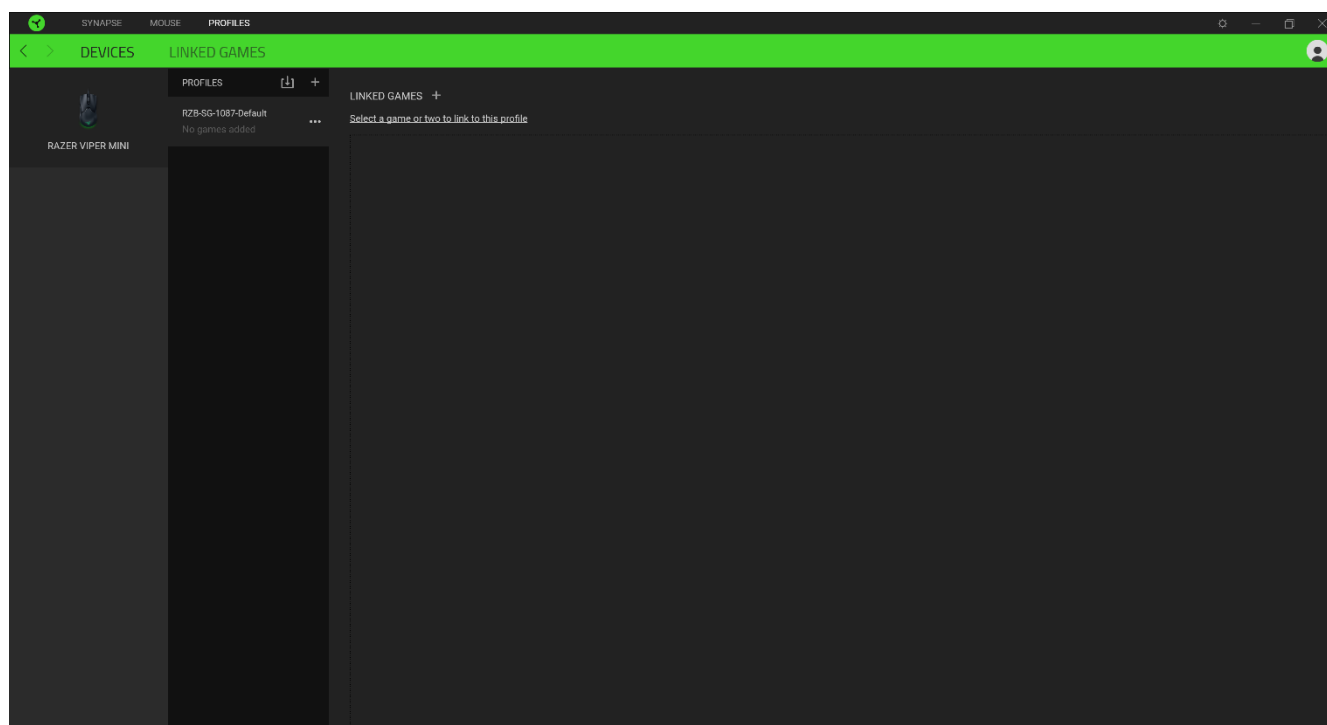 SYNAPSE MOUSE PROFILES
DEVICES LINKED GAMES
RAZER VIPER MINI
PROFILES
RZB-SG-1087-Default
No games added
LINKED GAMES
Select a game or two to link to this profile